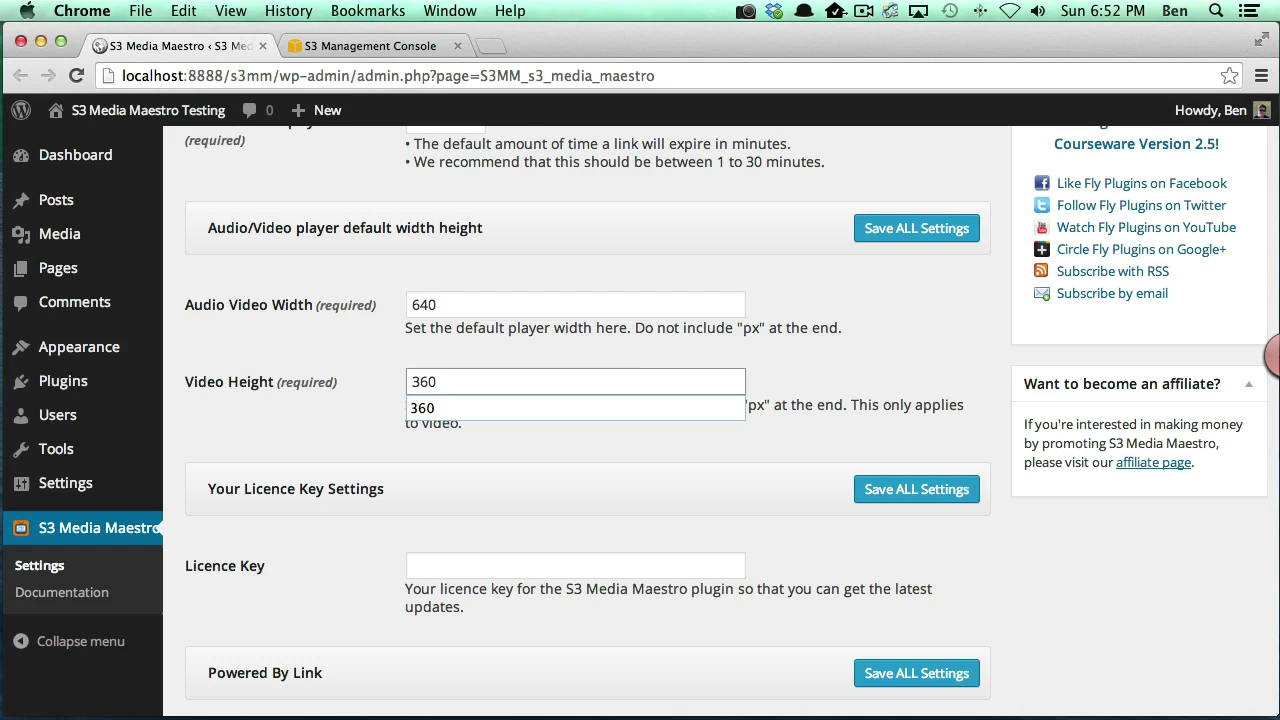 Chrome File Edit View History Bookmarks Window Help Sun 6:52 PM Ben
S3 Media Maestro ‹ S3 Med
S3 Management Console
localhost:8888/s3mm/wp-admin/admin.php?page=S3MM_s3_media_maestro
S3 Media Maestro Testing 0 + New Howdy, Ben
Dashboard
Posts
Media
Pages
Comments
Appearance
Plugins
Users
Tools
Settings
S3 Media Maestro
Settings
Documentation
Collapse menu
(required)
• The default amount of time a link will expire in minutes.
• We recommend that this should be between 1 to 30 minutes.
Audio/Video player default width height Save ALL Settings
Audio Video Width (required) 640
Set the default player width here. Do not include "px" at the end.
Video Height (required) 360
360
"px" at the end. This only applies
to video.
Your Licence Key Settings Save ALL Settings
Licence Key
Your licence key for the S3 Media Maestro plugin so that you can get the latest
updates.
Powered By Link Save ALL Settings
Courseware Version 2.5!
Like Fly Plugins on Facebook
Follow Fly Plugins on Twitter
Watch Fly Plugins on YouTube
Circle Fly Plugins on Google+
Subscribe with RSS
Subscribe by email
Want to become an affiliate?
If you're interested in making money
by promoting S3 Media Maestro,
please visit our affiliate page.